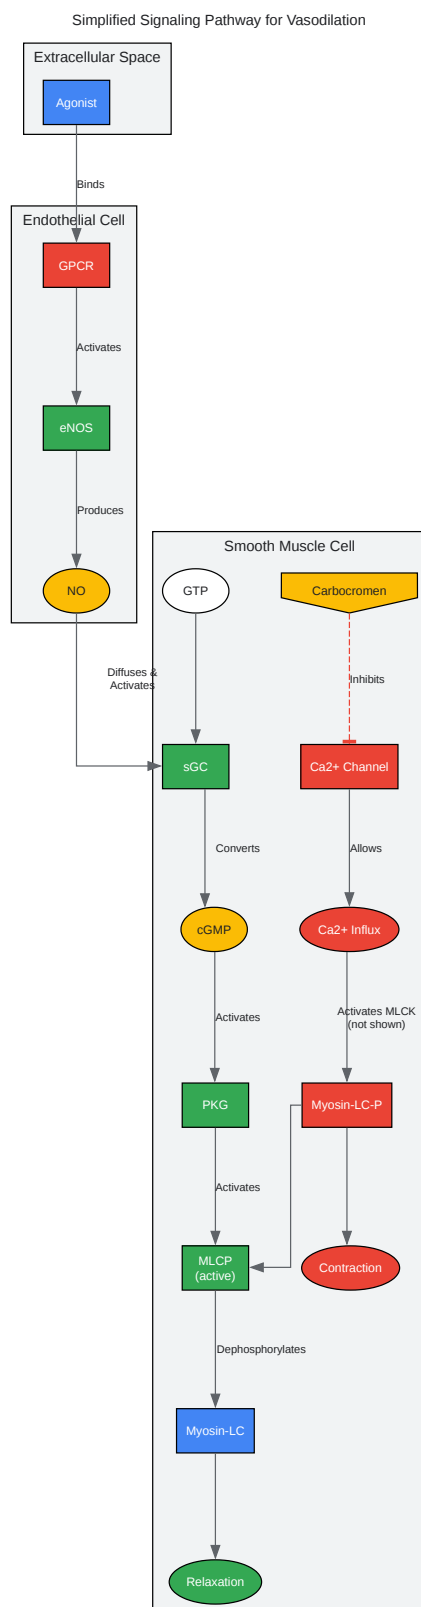 Simplified Signaling Pathway for Vasodilation
Extracellular Space
Agonist
Binds
Endothelial Cell
GPCR
Activates
eNOS
Produces
NO
Smooth Muscle Cell
GTP
Carbocromen
Diffuses &
Activates
Inhibits
sGC
Ca2+ Channel
Converts
Allows
cGMP
Ca2+ Influx
Activates
Activates MLCK
(not shown)
PKG
Myosin-LC-P
Activates
MLCP
(active)
Contraction
Dephosphorylates
Myosin-LC
Relaxation